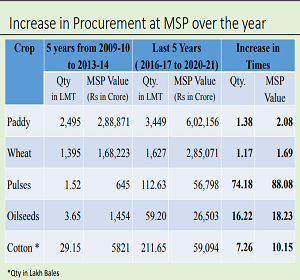 Increase in Procurement at MSP over the year
Crop 5 years from 2009-10 to 2013-14 Last 5 Years ( 2016-17 to 2020-21) Increase in Times
Qty in LMT MSP Value (Rs in Crore) Qty. in LMT MSP Value (Rs in Crore) Qty MSP Value
Paddy 2,495 2,88,871 3,449 6,02,156 1.38 2.08
Wheat 1,395 1,68,223 1,627 2,85,071 1.17 1.69
Pulses 1.52 645 112.63 56,798 74.18 88.08
Oilseeds 3.65 1,454 59.20 26,503 16.22 18.23
Cotton * 29.15 5821 211.65 59,094 7.26 10.15
*Qty in Lakh Bales